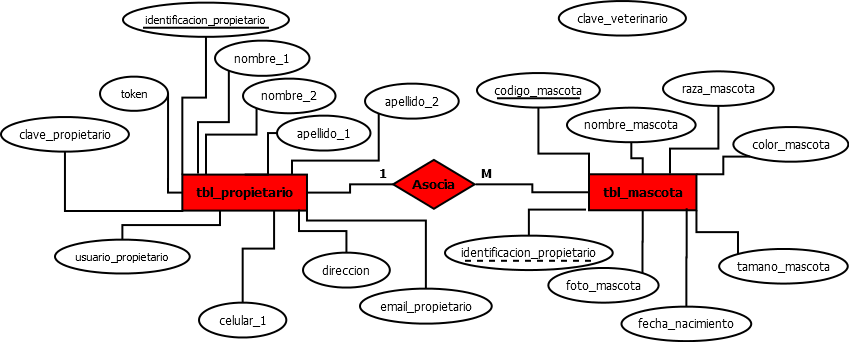 identificacion_propietario
clave_veterinario
nombre_1
token
nombre_2
apellido_2
codigo_mascota
raza_mascota
clave_propietario
apellido_1
nombre_mascota
color_mascota
1
M
tbl_propietario
Asocia
tbl_mascota
usuario_propietario
direccion
identificacion_propietario
tamano_mascota
foto_mascota
celular_1
email_propietario
fecha_nacimiento